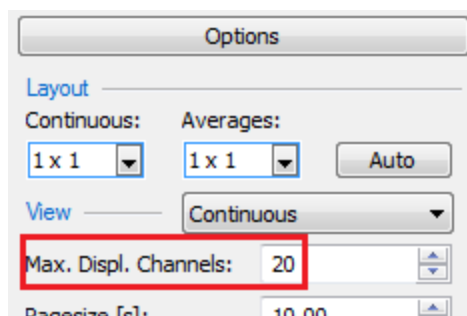 Options
Layout
Continuous: Averages:
1 x 1 1 x 1 Auto
View Continuous
Max. Displ. Channels: 20
Pagesize [s]: 10.00